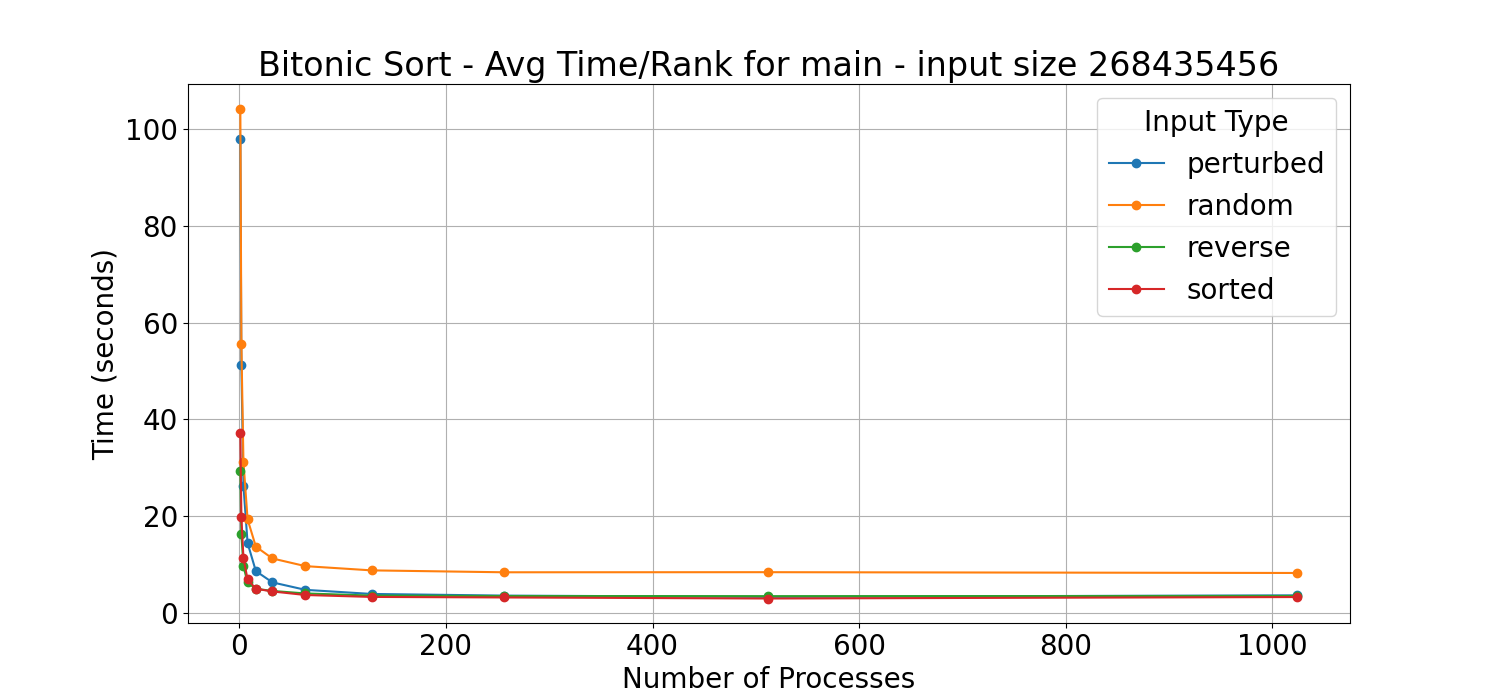 Bitonic Sort - Avg Time/Rank for main - input size 268435456
Time (seconds)
100
80
60
40
20
0
Input Type
perturbed
random
reverse
sorted
0 200 400 600 800 1000
Number of Processes